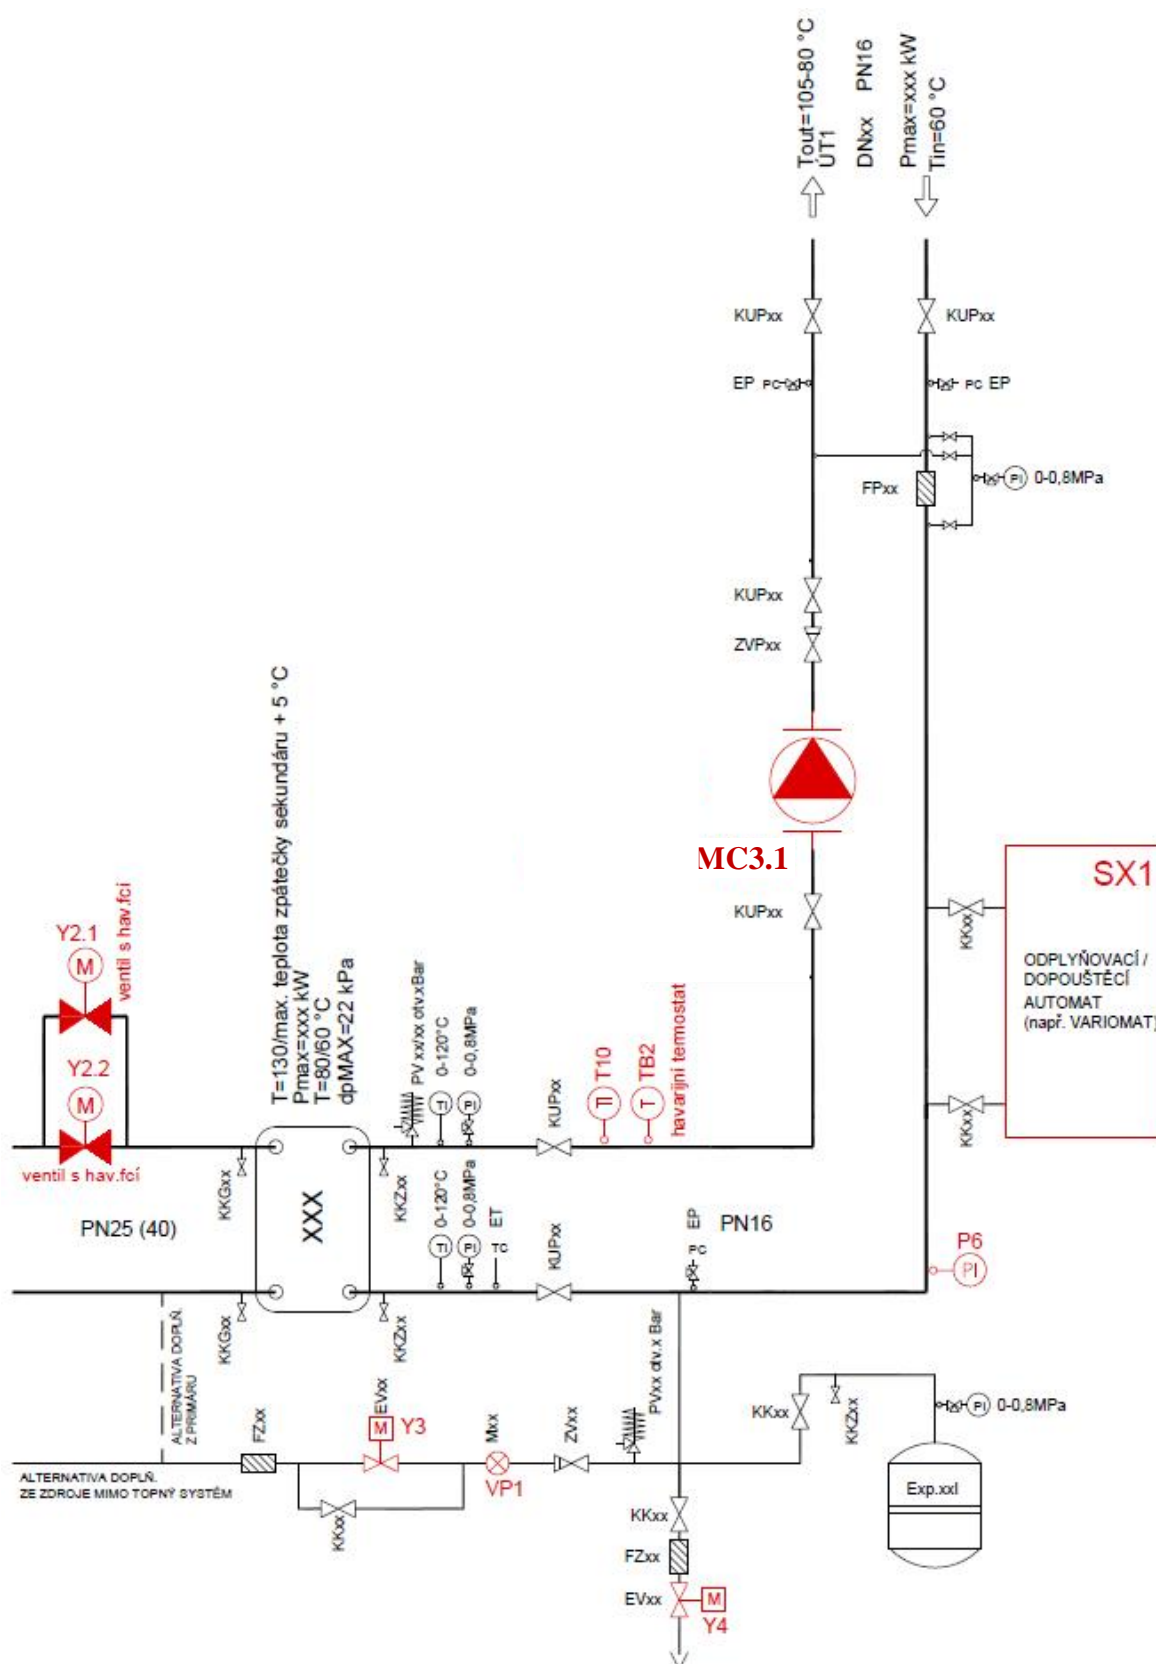 Tout=105-80 °C
ÚT1
DNxx PN16
Pmax=xxx kW
Tin=60 °C
KUPxx
KUPxx
EP PC
PC EP
FPxx
PI 0-0,8MPa
KUPxx
ZVPxx
MC3.1
KUPxx
SX1
KKxx
ODPLYŇOVACÍ /
DOPOUŠTĚCÍ
AUTOMAT
(např. VARIOMAT)
KKxx
Y2.1
M
ventil s hav.fcí
Y2.2
M
ventil s hav.fcí
T=130/max. teplota zpátečky sekundáru + 5 °C
Pmax=xxx kW
T=80/60 °C
dpMAX=22 kPa
PV xx/xx otv.xBar
0-120°C
TI
0-0,8MPa
PI
KUPxx
T10
TI
TB2
T
havarijní termostat
KKGxx
XXX
KKZxx
PN25 (40)
0-120°C
TI
0-0,8MPa
PI
ET
TC
KUPxx
EP
PC
PN16
P6
PI
KKGxx
KKZxx
ALTERNATIVA DOPLŇ.
Z PRIMÁRU
FZxx
EVxx
M Y3
Mxx
VP1
ZVxx
PVxx otv.x Bar
KKxx
KKZxx
PI 0-0,8MPa
ALTERNATIVA DOPLŇ.
ZE ZDROJE MIMO TOPNÝ SYSTÉM
KKxx
Exp.xxl
KKxx
FZxx
EVxx
M
Y4